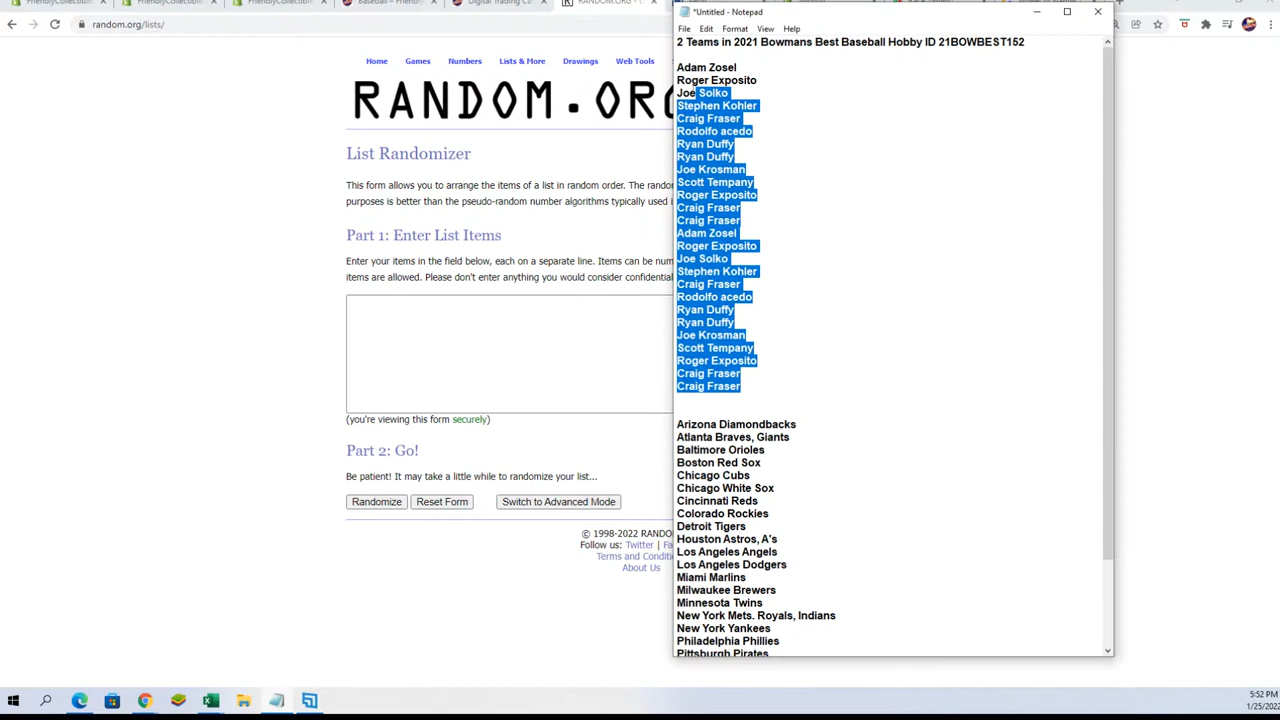 FriendlyCollectibl
FriendlyCollectibl
FriendlyCollectibl
Baseball – Friendly
Digital Trading Ca
RANDOM.ORG - L
*Untitled - Notepad
random.org/lists/
File Edit Format View Help
2 Teams in 2021 Bowmans Best Baseball Hobby ID 21BOWBEST152
Home Games Numbers Lists & More Drawings Web Tools
RANDOM.ORG
Adam Zosel
Roger Exposito
Joe Solko
Stephen Kohler
Craig Fraser
Rodolfo acedo
Ryan Duffy
Ryan Duffy
Joe Krosman
Scott Tempany
Roger Exposito
Craig Fraser
Craig Fraser
Adam Zosel
Roger Exposito
Joe Solko
Stephen Kohler
Craig Fraser
Rodolfo acedo
Ryan Duffy
Ryan Duffy
Joe Krosman
Scott Tempany
Roger Exposito
Craig Fraser
Craig Fraser
Arizona Diamondbacks
Atlanta Braves, Giants
Baltimore Orioles
Boston Red Sox
Chicago Cubs
Chicago White Sox
Cincinnati Reds
Colorado Rockies
Detroit Tigers
Houston Astros, A's
Los Angeles Angels
Los Angeles Dodgers
Miami Marlins
Milwaukee Brewers
Minnesota Twins
New York Mets. Royals, Indians
New York Yankees
Philadelphia Phillies
Pittsburgh Pirates
List Randomizer
This form allows you to arrange the items of a list in random order. The random
purposes is better than the pseudo-random number algorithms typically used i
Part 1: Enter List Items
Enter your items in the field below, each on a separate line. Items can be num
items are allowed. Please don't enter anything you would consider confidential
(you're viewing this form securely)
Part 2: Go!
Be patient! It may take a little while to randomize your list...
Randomize Reset Form Switch to Advanced Mode
© 1998-2022 RANDO
Follow us: Twitter | Fa
Terms and Conditi
About Us
5:52 PM
1/25/2022